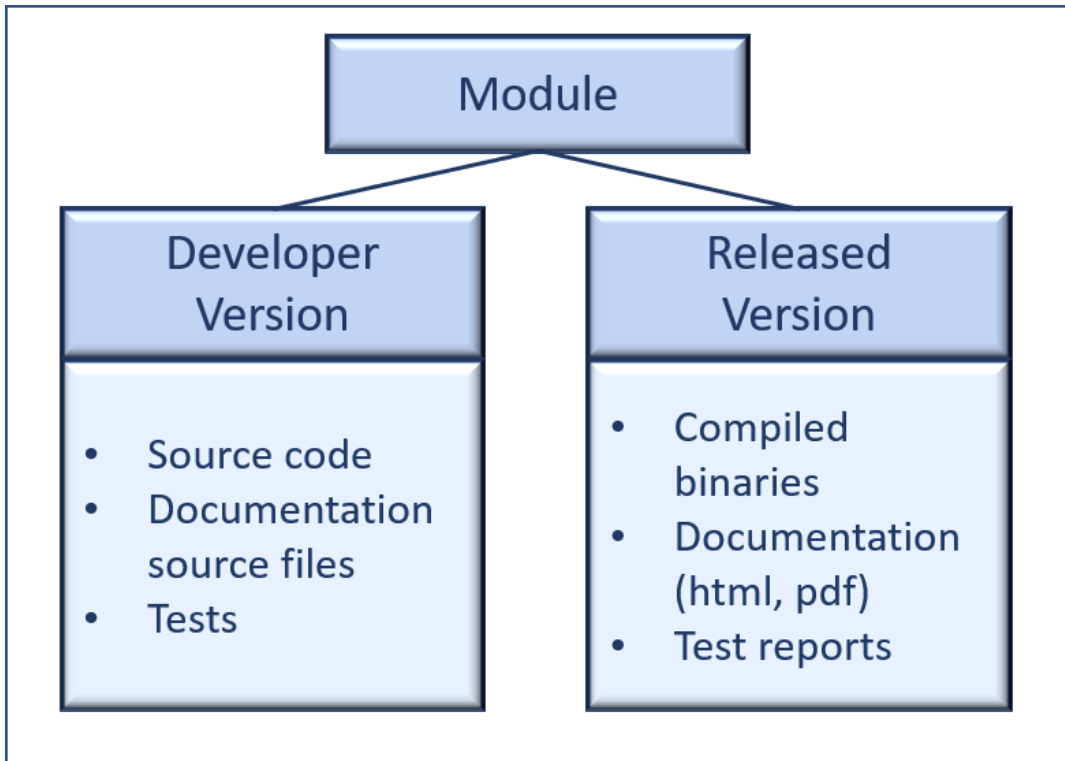 Module
Developer
Version
• Source code
• Documentation
source files
• Tests
Released
Version
• Compiled
binaries
• Documentation
(html, pdf)
• Test reports